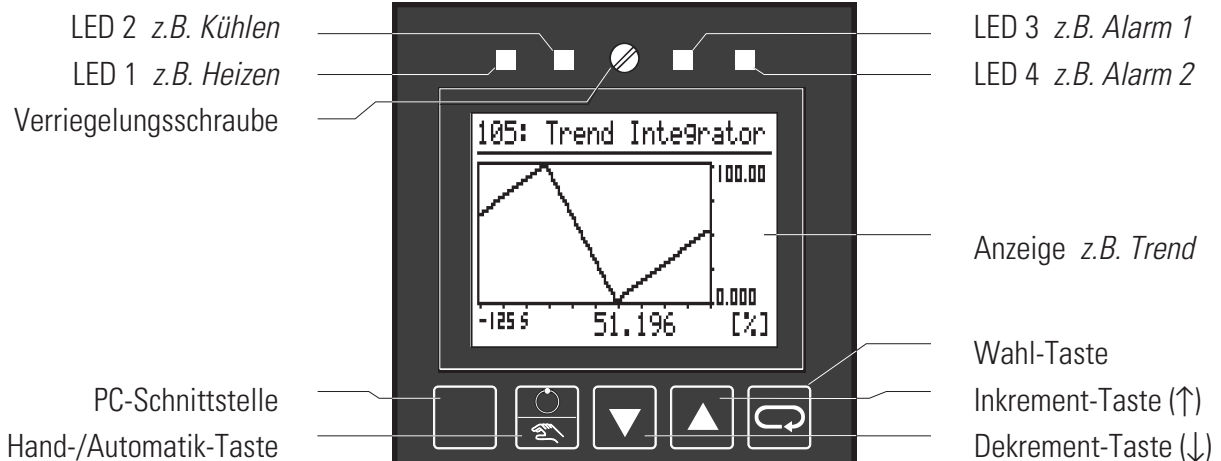 LED 2 z.B. Kühlen
LED 1 z.B. Heizen
Verriegelungsschraube
LED 3 z.B. Alarm 1
LED 4 z.B. Alarm 2
105: Trend Integrator
100.00
0.000
-125 s
51.196
[%]
Anzeige z.B. Trend
PC-Schnittstelle
Hand-/Automatik-Taste
Wahl-Taste
Inkrement-Taste (↑)
Dekrement-Taste (↓)